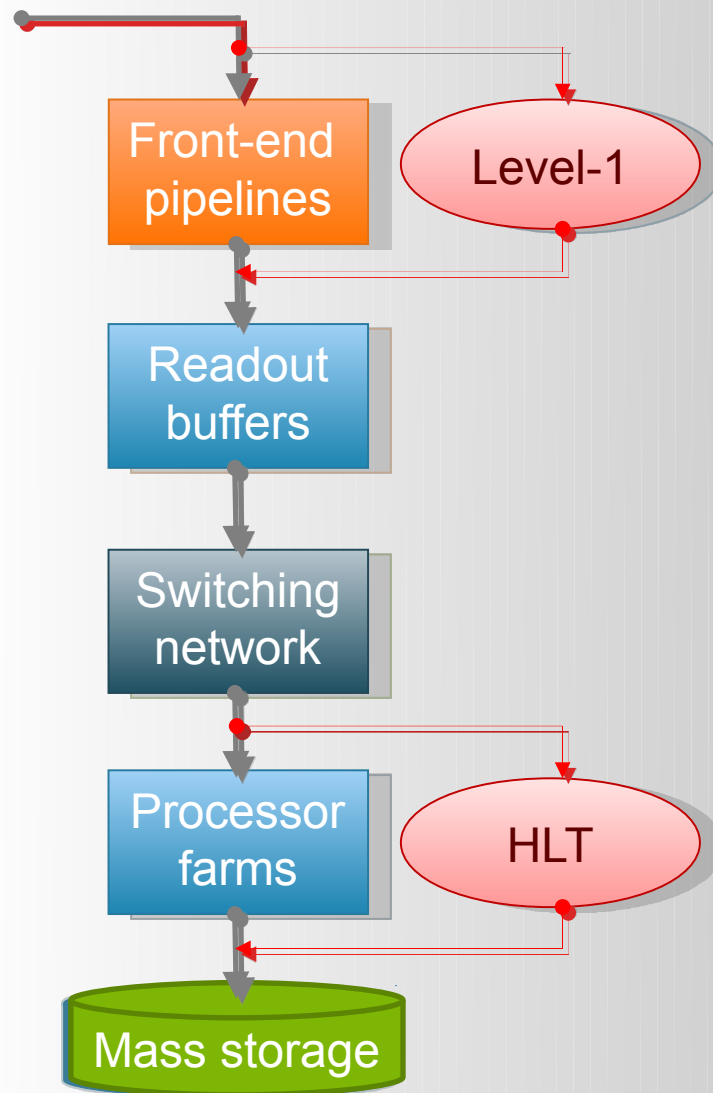 Front-end
pipelines
Level-1
Readout
buffers
Switching
network
Processor
farms
HLT
Mass storage